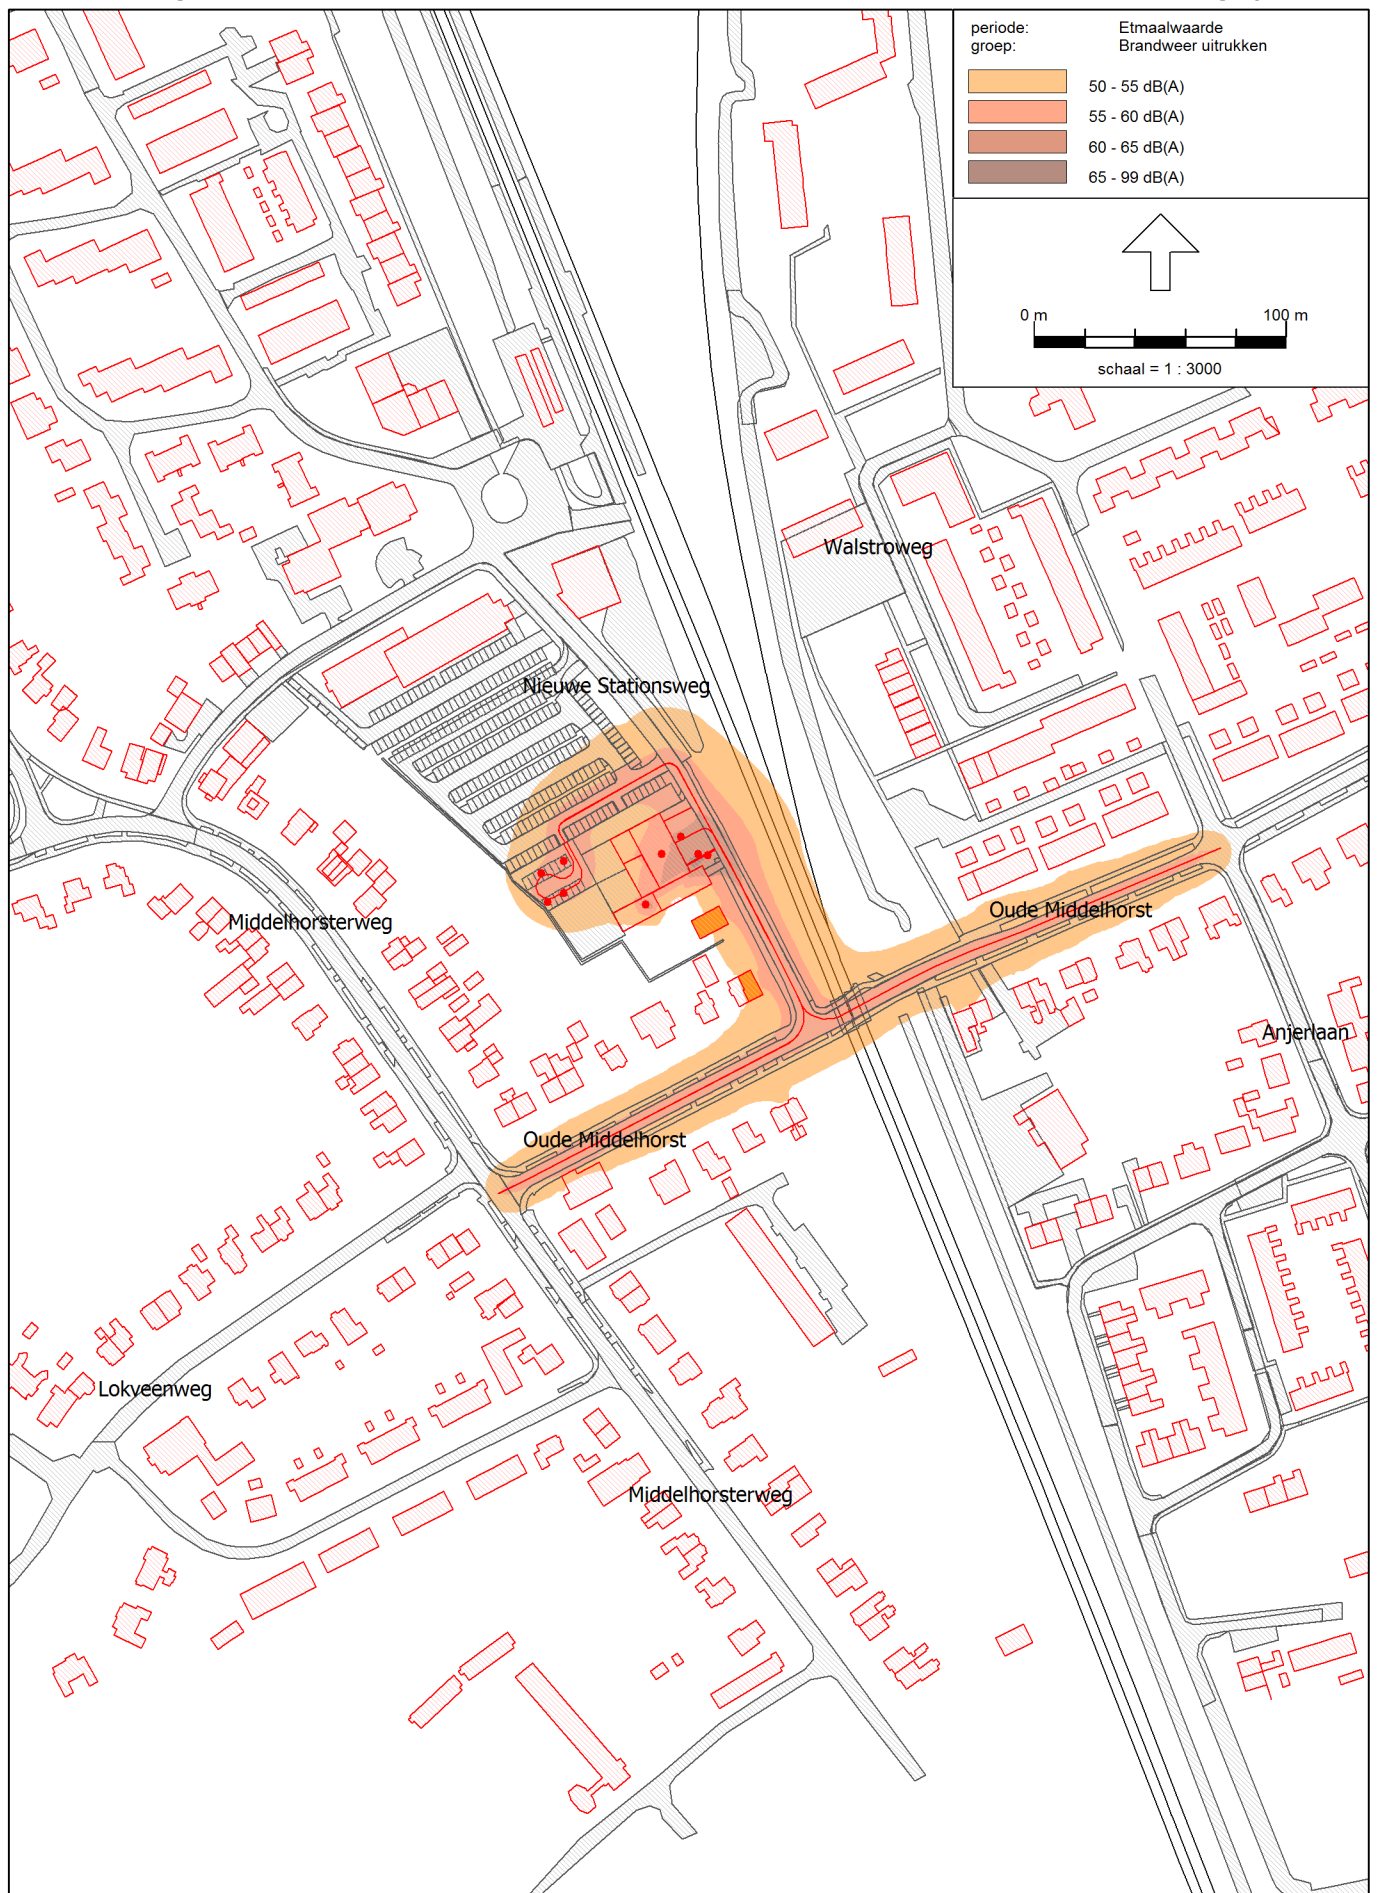 periode: Etmaalwaarde
groep: Brandweer uitrukken
50 - 55 dB(A)
55 - 60 dB(A)
60 - 65 dB(A)
65 - 99 dB(A)
0 m 100 m
schaal = 1 : 3000
Walstroweg
Nieuwe Stationsweg
Oude Middelhorst
Middelhorsterweg
Anjerlaan
Oude Middelhorst
Lokveenweg
Middelhorsterweg